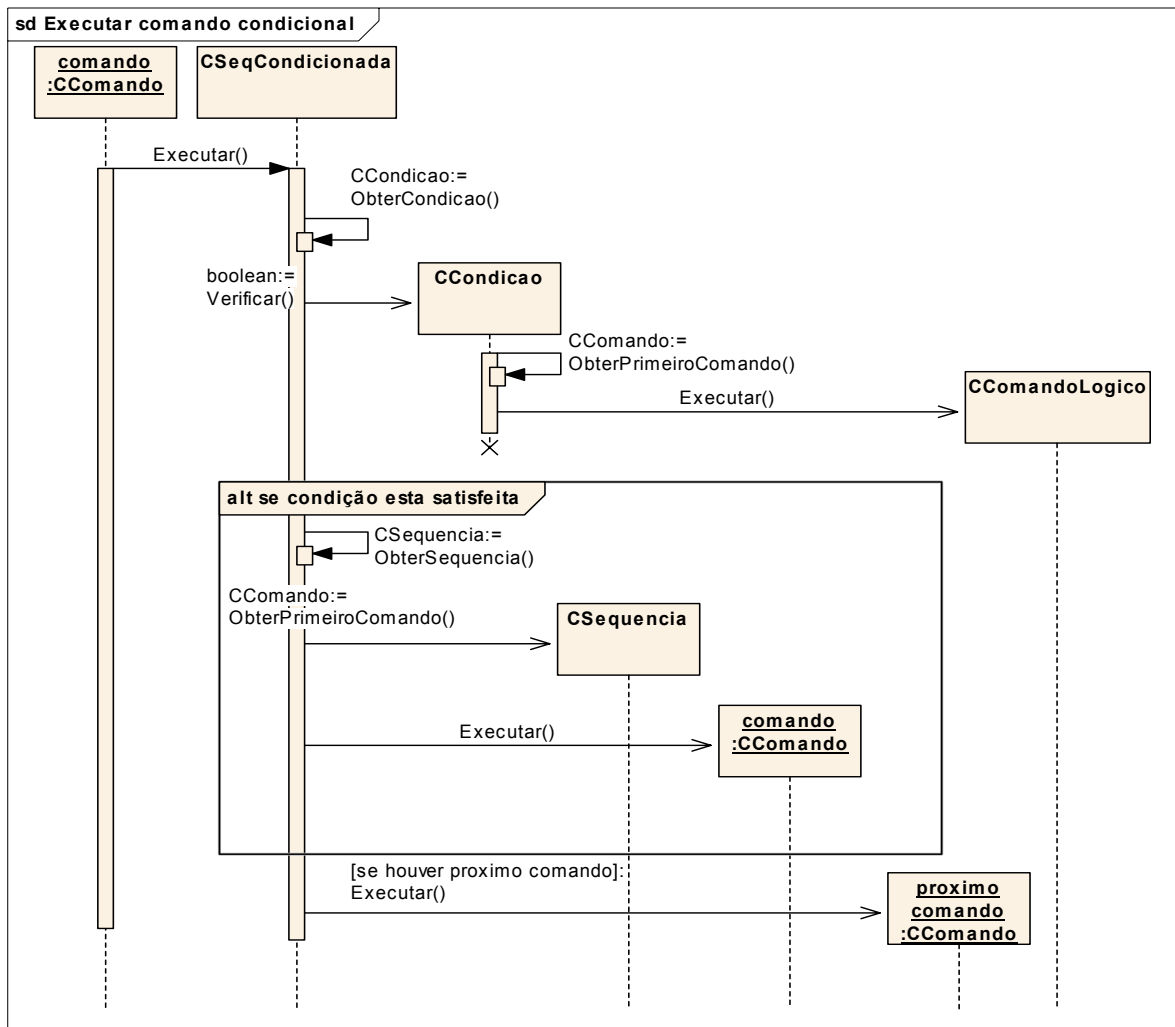 sd Executar comando condicional
comando
:CComando
CSeqCondicionada
Executar()
CCondicao:=
ObterCondicao()
boolean:=
Verificar()
CCondicao
CComando:=
ObterPrimeiroComando()
Executar()
CComandoLogico
alt se condição esta satisfeita
CSequencia:=
ObterSequencia()
CComando:=
ObterPrimeiroComando()
CSequencia
Executar()
comando
:CComando
[se houver proximo comando]:
Executar()
proximo
comando
:CComando